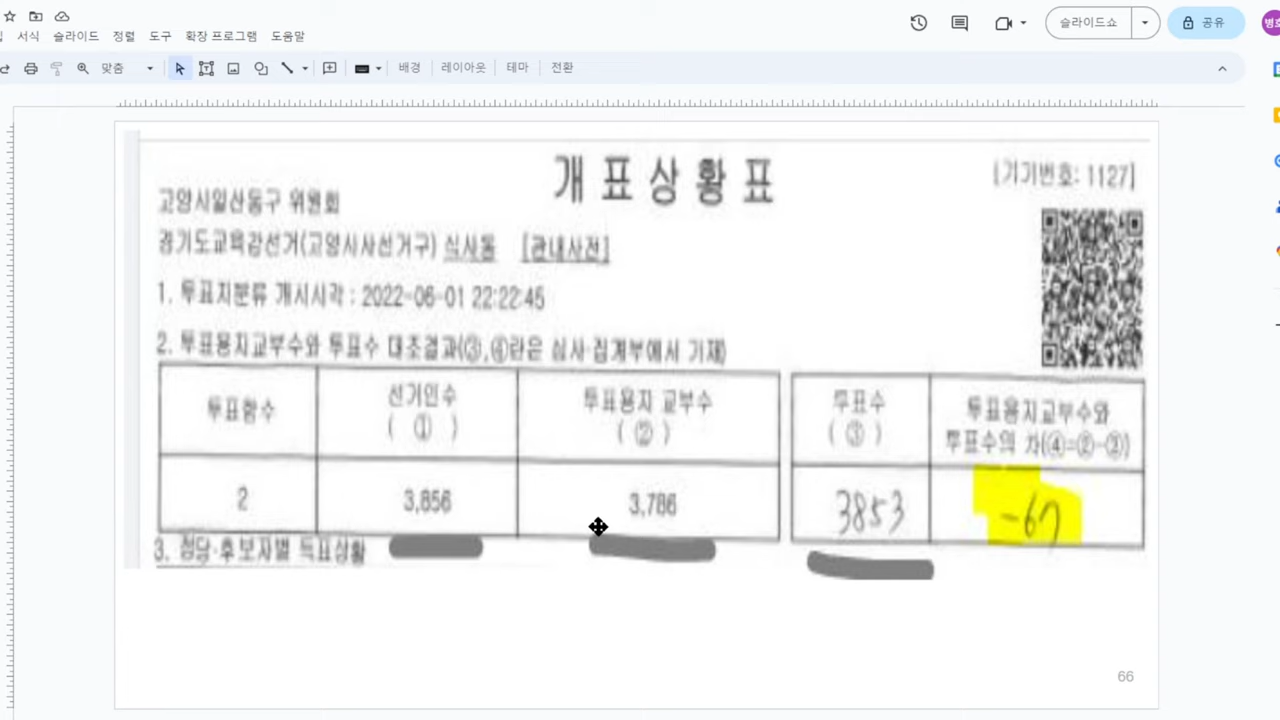 서식 슬라이드 정렬 도구 확장 프로그램 도움말
슬라이드쇼
공유
맞춤
배경 레이아웃 테마 전환
개표상황표
[기기번호: 1127]
고양시일산동구 위원회
경기도교육감선거(고양시사선거구) 식사동 [관내사전]
1. 투표지분류 개시시각 : 2022-06-01 22:22:45
2. 투표용지교부수와 투표수 대조결과(③,④란은 심사·집계부에서 기재)
투표함수
선거인수
( ① )
투표용지 교부수
( ② )
투표수
( ③ )
투표용지교부수와
투표수의 차(④=②-③)
2
3,856
3,786
3853
-67
3. 정당·후보자별 득표상황
66